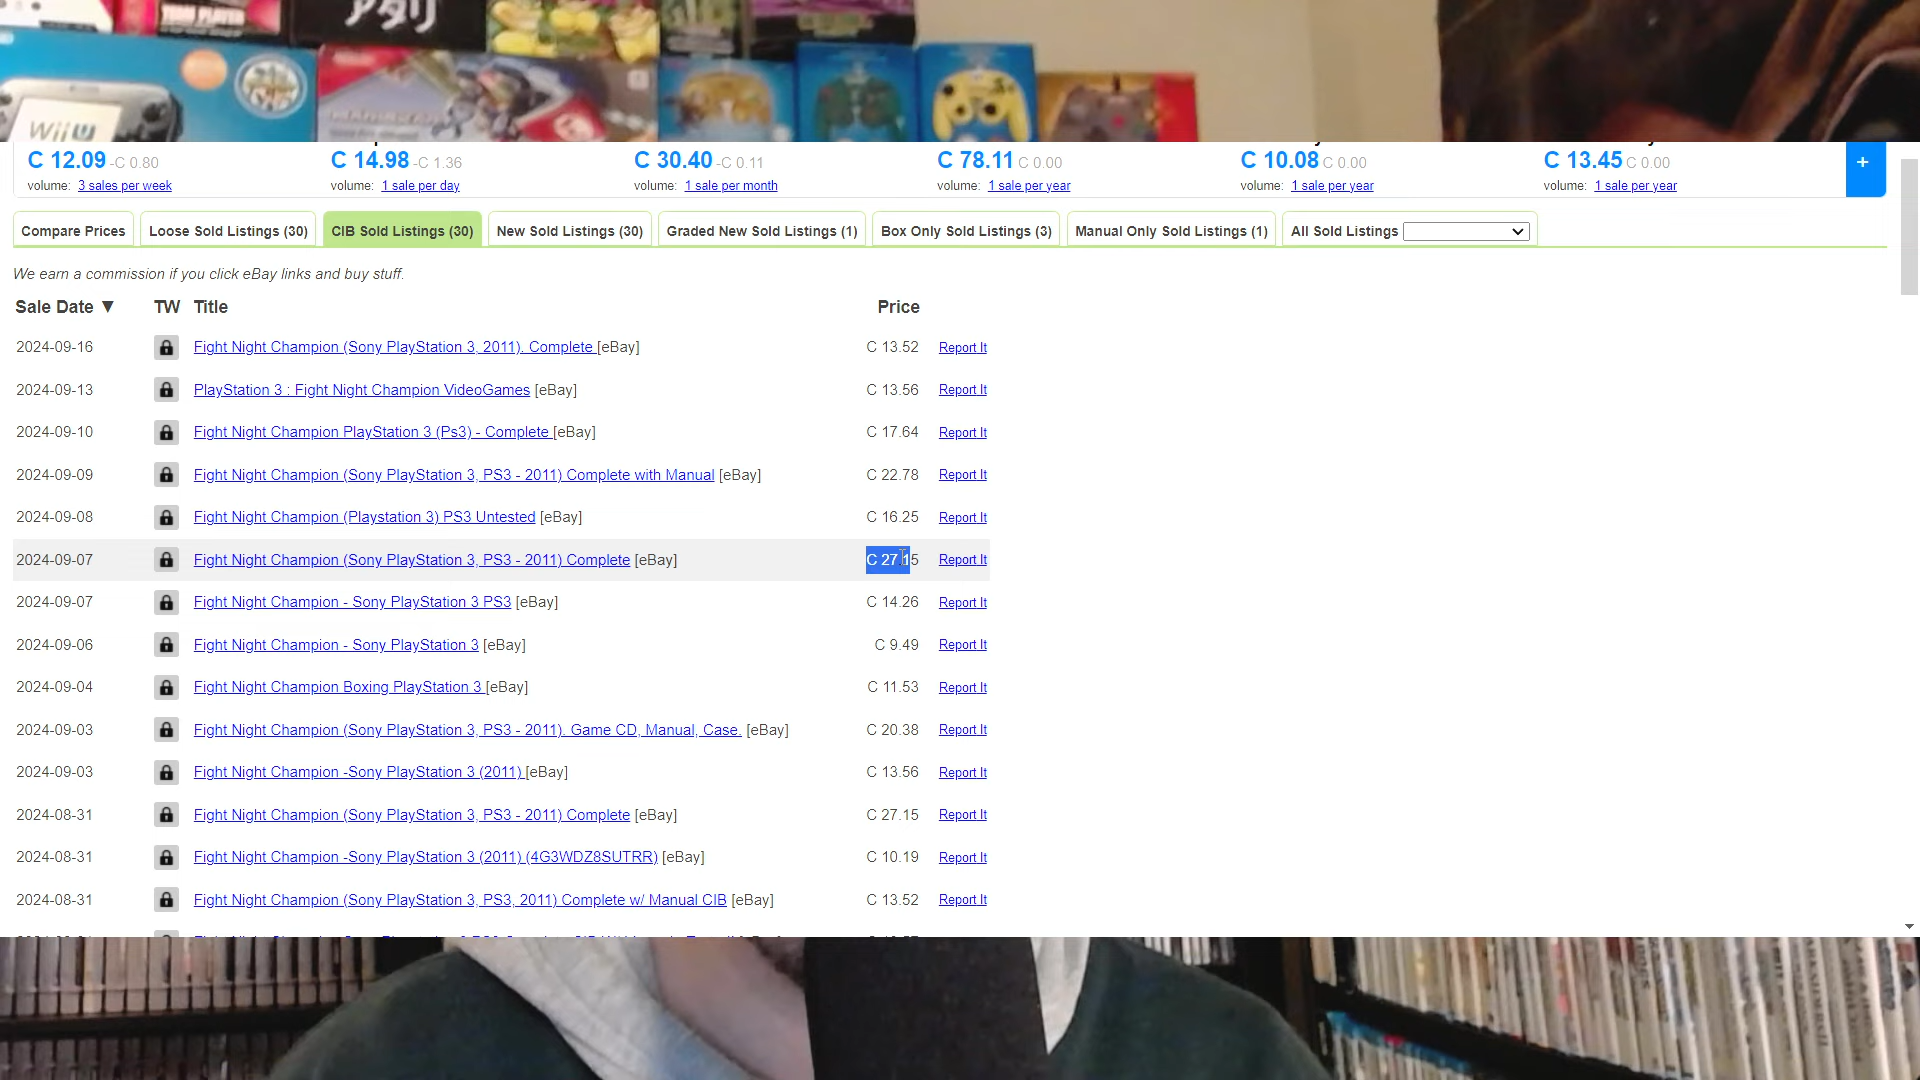 アタリ
Wii U
C 12.09 -C 0.80 C 14.98 -C 1.36 C 30.40 -C 0.11 C 78.11 C 0.00 C 10.08 C 0.00 C 13.45 C 0.00 +
volume: 3 sales per week volume: 1 sale per day volume: 1 sale per month volume: 1 sale per year volume: 1 sale per year volume: 1 sale per year
Compare Prices Loose Sold Listings (30) CIB Sold Listings (30) New Sold Listings (30) Graded New Sold Listings (1) Box Only Sold Listings (3) Manual Only Sold Listings (1) All Sold Listings
We earn a commission if you click eBay links and buy stuff.
Sale Date ▼ TW Title Price
2024-09-16 Fight Night Champion (Sony PlayStation 3, 2011). Complete [eBay] C 13.52 Report It
2024-09-13 PlayStation 3 : Fight Night Champion VideoGames [eBay] C 13.56 Report It
2024-09-10 Fight Night Champion PlayStation 3 (Ps3) - Complete [eBay] C 17.64 Report It
2024-09-09 Fight Night Champion (Sony PlayStation 3, PS3 - 2011) Complete with Manual [eBay] C 22.78 Report It
2024-09-08 Fight Night Champion (Playstation 3) PS3 Untested [eBay] C 16.25 Report It
2024-09-07 Fight Night Champion (Sony PlayStation 3, PS3 - 2011) Complete [eBay] C 27.15 Report It
2024-09-07 Fight Night Champion - Sony PlayStation 3 PS3 [eBay] C 14.26 Report It
2024-09-06 Fight Night Champion - Sony PlayStation 3 [eBay] C 9.49 Report It
2024-09-04 Fight Night Champion Boxing PlayStation 3 [eBay] C 11.53 Report It
2024-09-03 Fight Night Champion (Sony PlayStation 3, PS3 - 2011). Game CD, Manual, Case. [eBay] C 20.38 Report It
2024-09-03 Fight Night Champion -Sony PlayStation 3 (2011) [eBay] C 13.56 Report It
2024-08-31 Fight Night Champion (Sony PlayStation 3, PS3 - 2011) Complete [eBay] C 27.15 Report It
2024-08-31 Fight Night Champion -Sony PlayStation 3 (2011) (4G3WDZ8SUTRR) [eBay] C 10.19 Report It
2024-08-31 Fight Night Champion (Sony PlayStation 3, PS3, 2011) Complete w/ Manual CIB [eBay] C 13.52 Report It